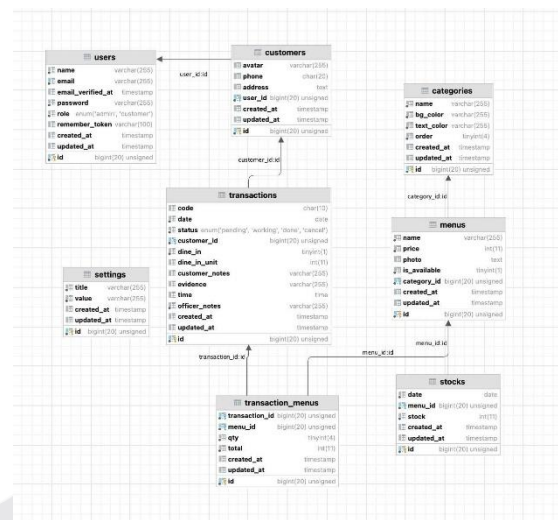 users
name varchar(255)
email varchar(255)
email_verified_at timestamp
password varchar(255)
role enum('admin', 'customer')
remember_token varchar(100)
created_at timestamp
updated_at timestamp
id bigint(20) unsigned
user_id:id
customers
avatar varchar(255)
phone char(20)
address text
user_id bigint(20) unsigned
created_at timestamp
updated_at timestamp
id bigint(20) unsigned
customer_id:id
categories
name varchar(255)
bg_color varchar(255)
text_color varchar(255)
order tinyint(4)
created_at timestamp
updated_at timestamp
id bigint(20) unsigned
category_id:id
transactions
code
date date
status enum('pending', 'working', 'done', 'cancel')
customer_id bigint(20) unsigned
dine_in tinyint(1)
dine_in_unit int(11)
customer_notes varchar(255)
evidence varchar(255)
time time
officer_notes varchar(255)
created_at timestamp
updated_at timestamp
id bigint(20) unsigned
transaction_id:id
menus
name varchar(255)
price int(11)
photo text
is_available tinyint(1)
category_id bigint(20) unsigned
created_at timestamp
updated_at timestamp
id bigint(20) unsigned
menu_id:id
menu_id:id
settings
title varchar(255)
value varchar(255)
created_at timestamp
updated_at timestamp
id bigint(20) unsigned
transaction_menus
transaction_id bigint(20) unsigned
menu_id bigint(20) unsigned
qty tinyint(4)
total int(11)
created_at timestamp
updated_at timestamp
id bigint(20) unsigned
stocks
date date
menu_id bigint(20) unsigned
stock int(11)
created_at timestamp
updated_at timestamp
id bigint(20) unsigned